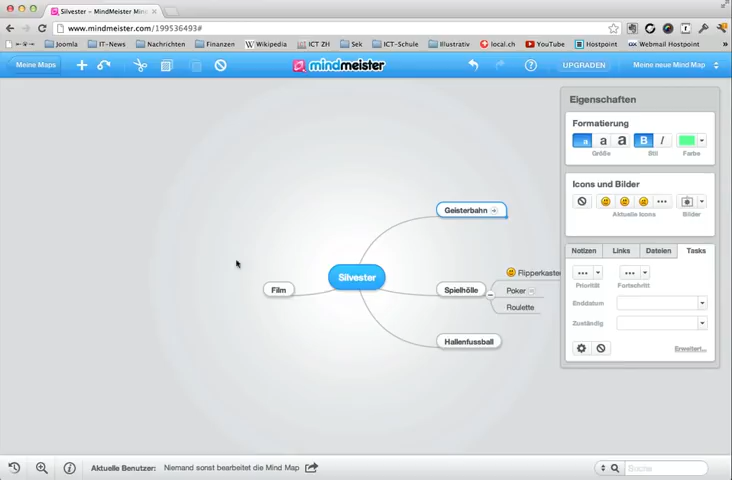 Silvester – MindMeister Min
www.mindmeister.com/199536493#
Joomla IT-News Nachrichten Finanzen Wikipedia ICT ZH Sek ICT-Schule Illustrativ local.ch YouTube Hostpoint Webmail Hostpoint
Meine Maps mindmeister UPGRADEN Meine neue Mind Map
Eigenschaften
Formatierung
a a a B I
Größe Stil Farbe
Icons und Bilder
Aktuelle Icons Bilder
Notizen Links Dateien Tasks
Priorität Fortschritt
Enddatum
Zuständig
Erweitert...
Geisterbahn
Silvester
Film
Spielhölle
Flipperkasten
Poker
Roulette
Hallenfussball
Aktuelle Benutzer: Niemand sonst bearbeitet die Mind Map
Suche